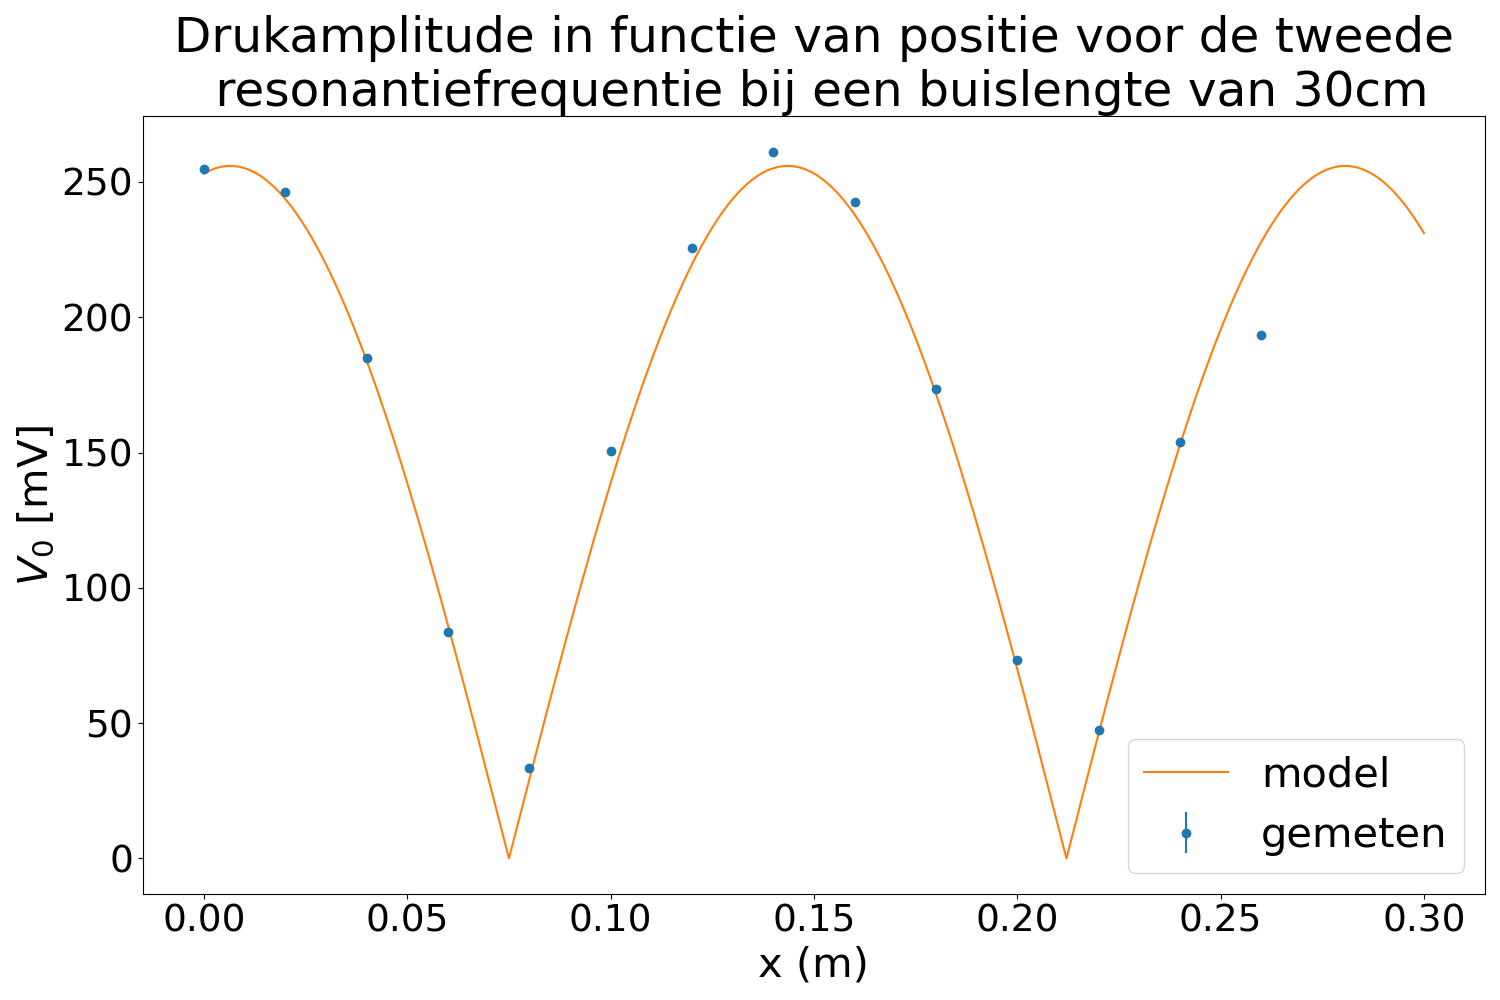 Drukamplitude in functie van positie voor de tweede
resonantiefrequentie bij een buislengte van 30cm
250
200
150
100
50
0
V₀ [mV]
0.00 0.05 0.10 0.15 0.20 0.25 0.30
x (m)
model
gemeten